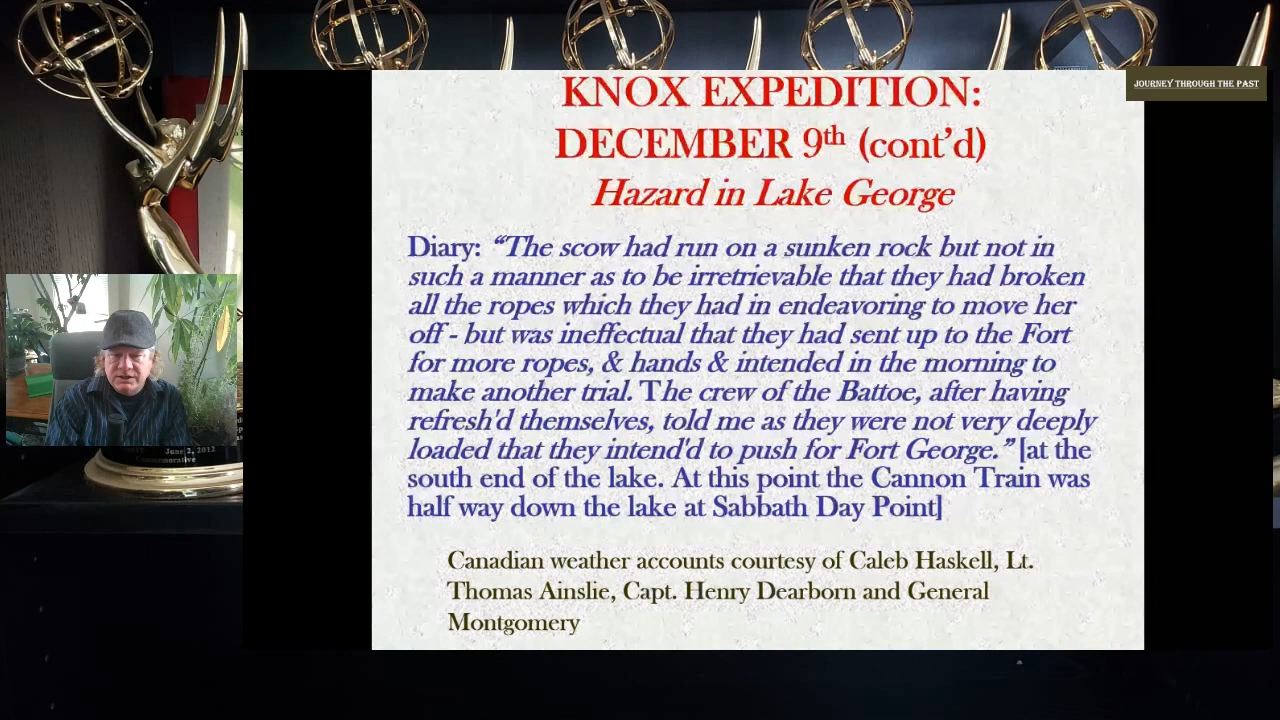 JOURNEY THROUGH THE PAST
KNOX EXPEDITION:
DECEMBER 9th (cont’d)
Hazard in Lake George
Diary: “The scow had run on a sunken rock but not in
such a manner as to be irretrievable that they had broken
all the ropes which they had in endeavoring to move her
off - but was ineffectual that they had sent up to the Fort
for more ropes, & hands & intended in the morning to
make another trial. The crew of the Battoe, after having
refresh'd themselves, told me as they were not very deeply
loaded that they intend'd to push for Fort George.” [at the
south end of the lake. At this point the Cannon Train was
half way down the lake at Sabbath Day Point]
Canadian weather accounts courtesy of Caleb Haskell, Lt.
Thomas Ainslie, Capt. Henry Dearborn and General
Montgomery
June 2, 2012
Commemorative